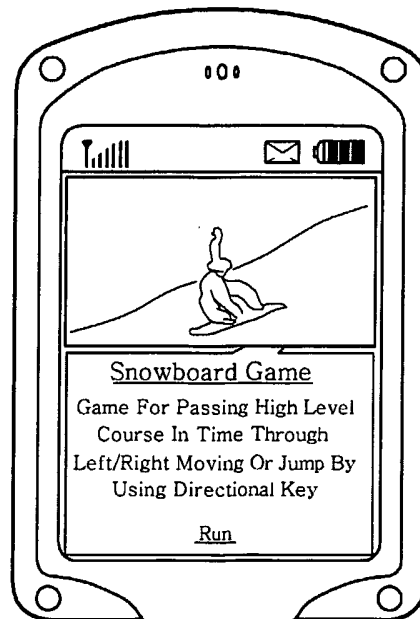 Snowboard Game
Game For Passing High Level
Course In Time Through
Left/Right Moving Or Jump By
Using Directional Key
Run